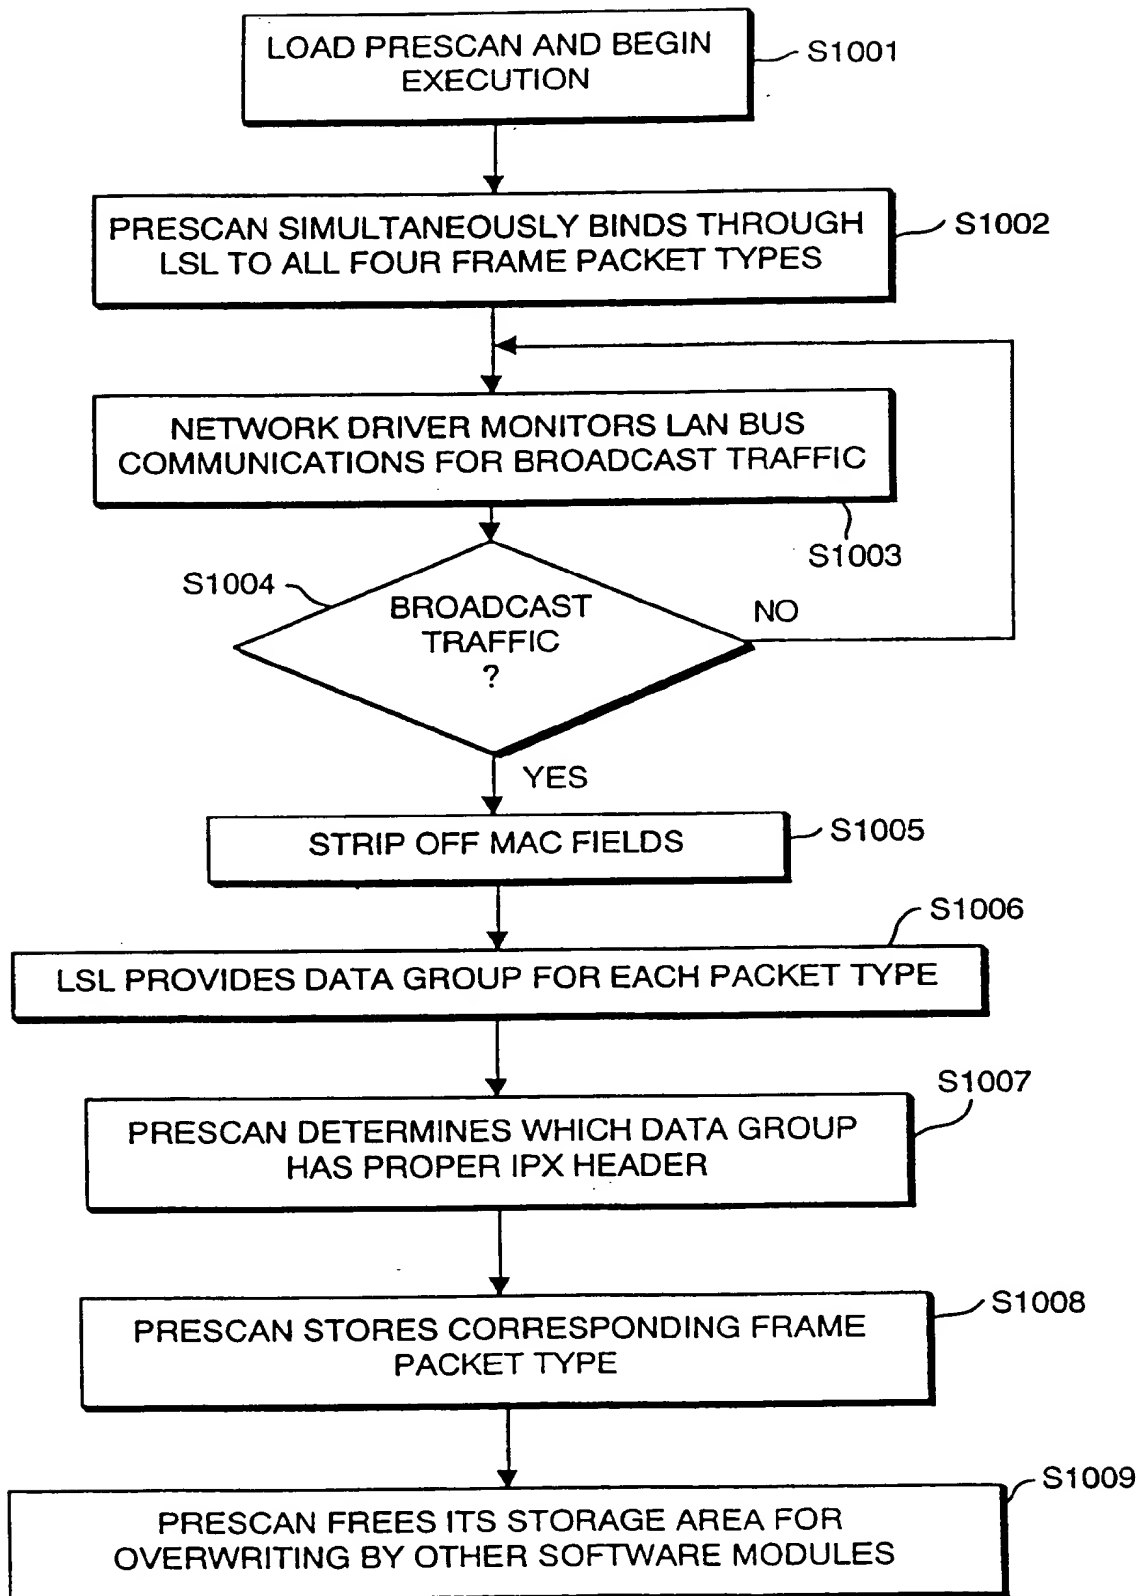 LOAD PRESCAN AND BEGIN
EXECUTION
S1001
PRESCAN SIMULTANEOUSLY BINDS THROUGH
LSL TO ALL FOUR FRAME PACKET TYPES
S1002
NETWORK DRIVER MONITORS LAN BUS
COMMUNICATIONS FOR BROADCAST TRAFFIC
S1003
S1004
BROADCAST
TRAFFIC
?
NO
YES
STRIP OFF MAC FIELDS
S1005
S1006
LSL PROVIDES DATA GROUP FOR EACH PACKET TYPE
S1007
PRESCAN DETERMINES WHICH DATA GROUP
HAS PROPER IPX HEADER
S1008
PRESCAN STORES CORRESPONDING FRAME
PACKET TYPE
S1009
PRESCAN FREES ITS STORAGE AREA FOR
OVERWRITING BY OTHER SOFTWARE MODULES